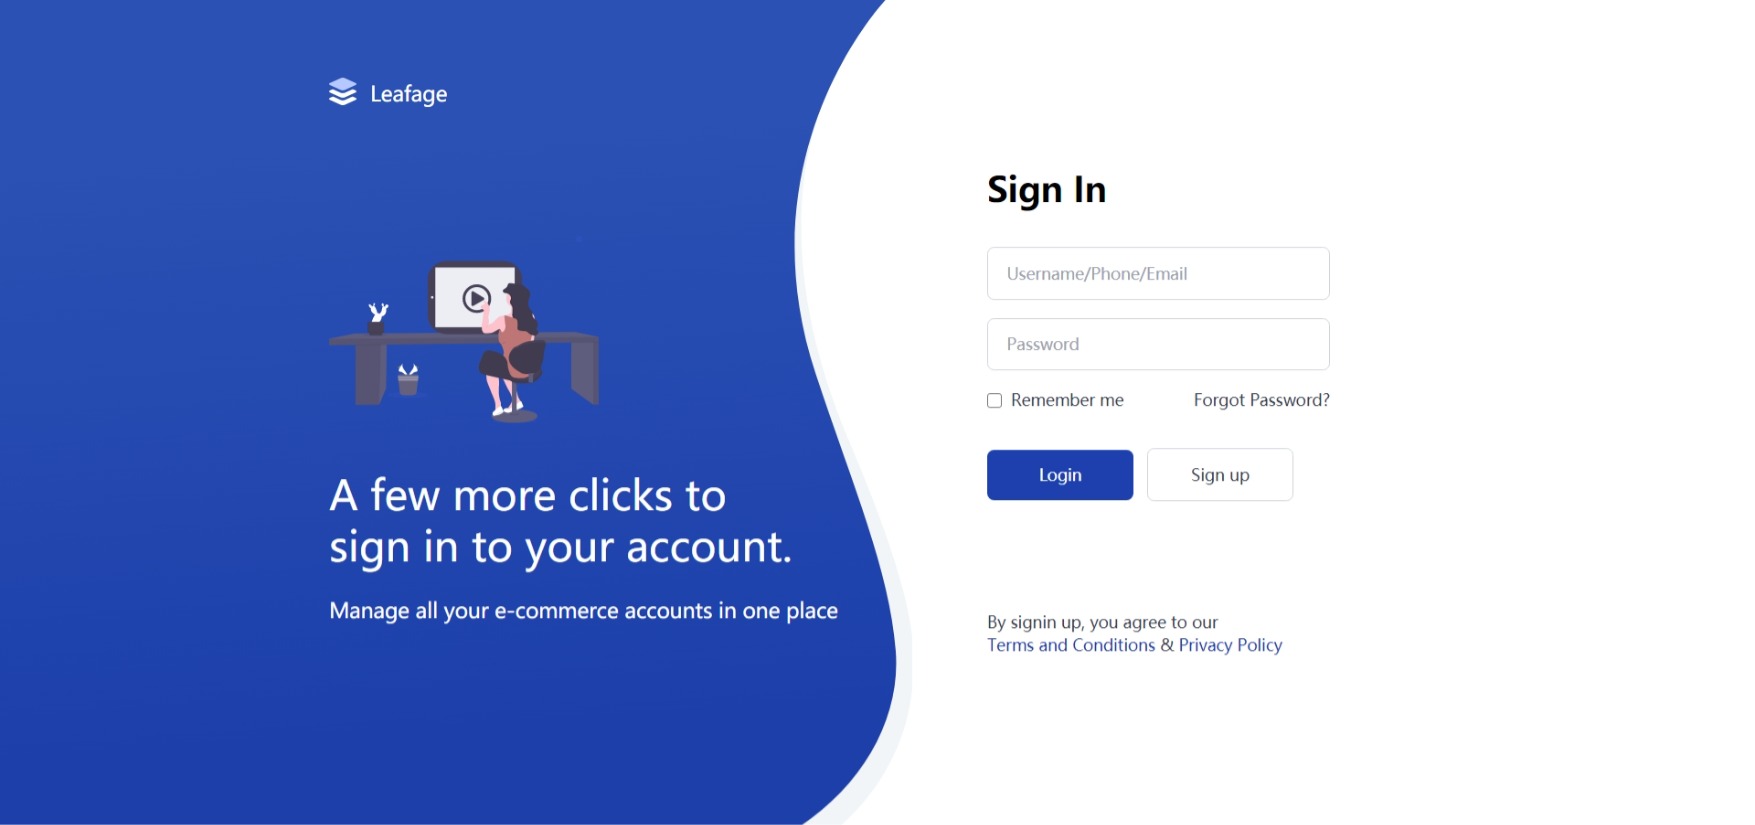 Leafage
A few more clicks to
sign in to your account.
Manage all your e-commerce accounts in one place
Sign In
Username/Phone/Email
Password
Remember me
Forgot Password?
Login
Sign up
By signin up, you agree to our
Terms and Conditions & Privacy Policy